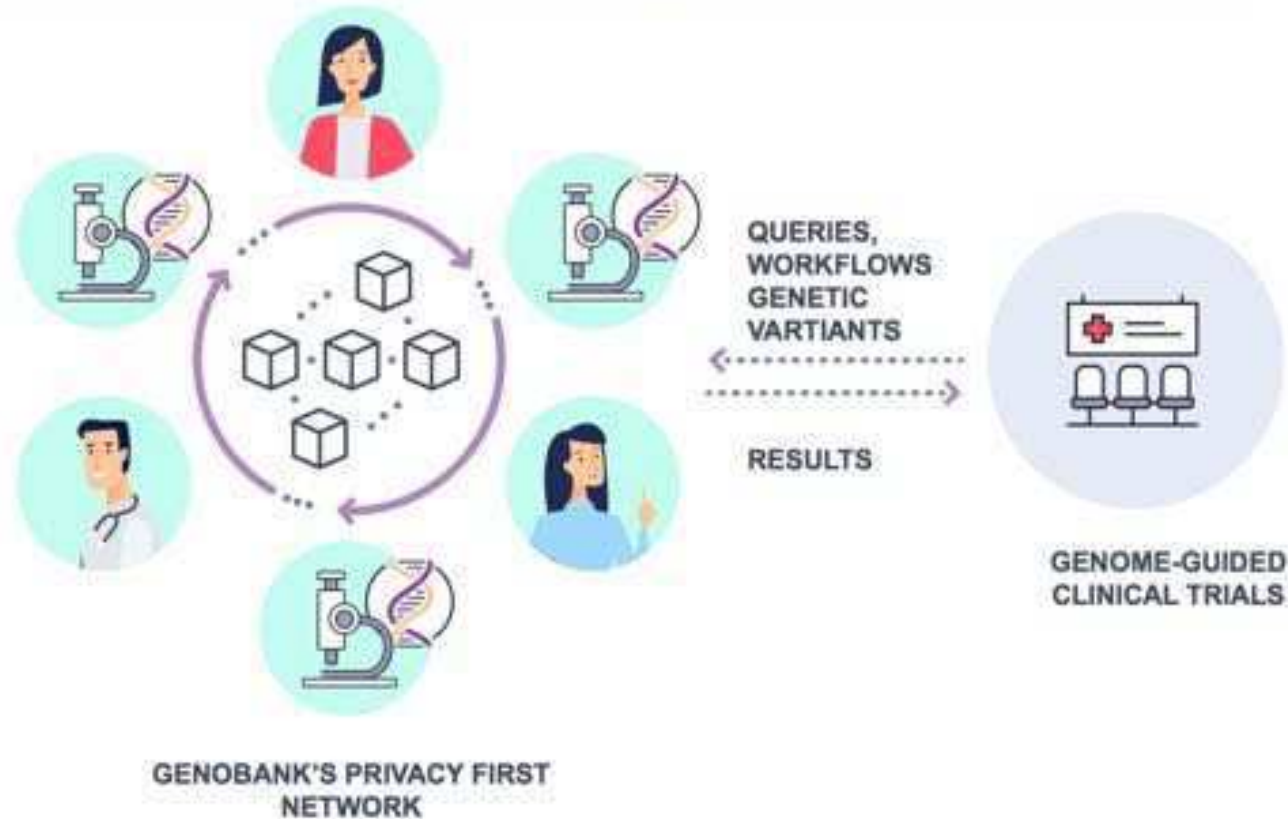 QUERIES,
WORKFLOWS
GENETIC
VARTIANTS
RESULTS
GENOME-GUIDED
CLINICAL TRIALS
GENOBANK'S PRIVACY FIRST
NETWORK